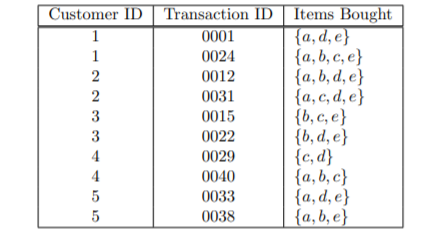 Customer ID Transaction ID Items Bought
1 0001 {a, d, e}
1 0024 {a, b, c, e}
2 0012 {a, b, d, e}
2 0031 {a, c, d, e}
3 0015 {b, c, e}
3 0022 {b, d, e}
4 0029 {c, d}
4 0040 {a, b, c}
5 0033 {a, d, e}
5 0038 {a, b, e}